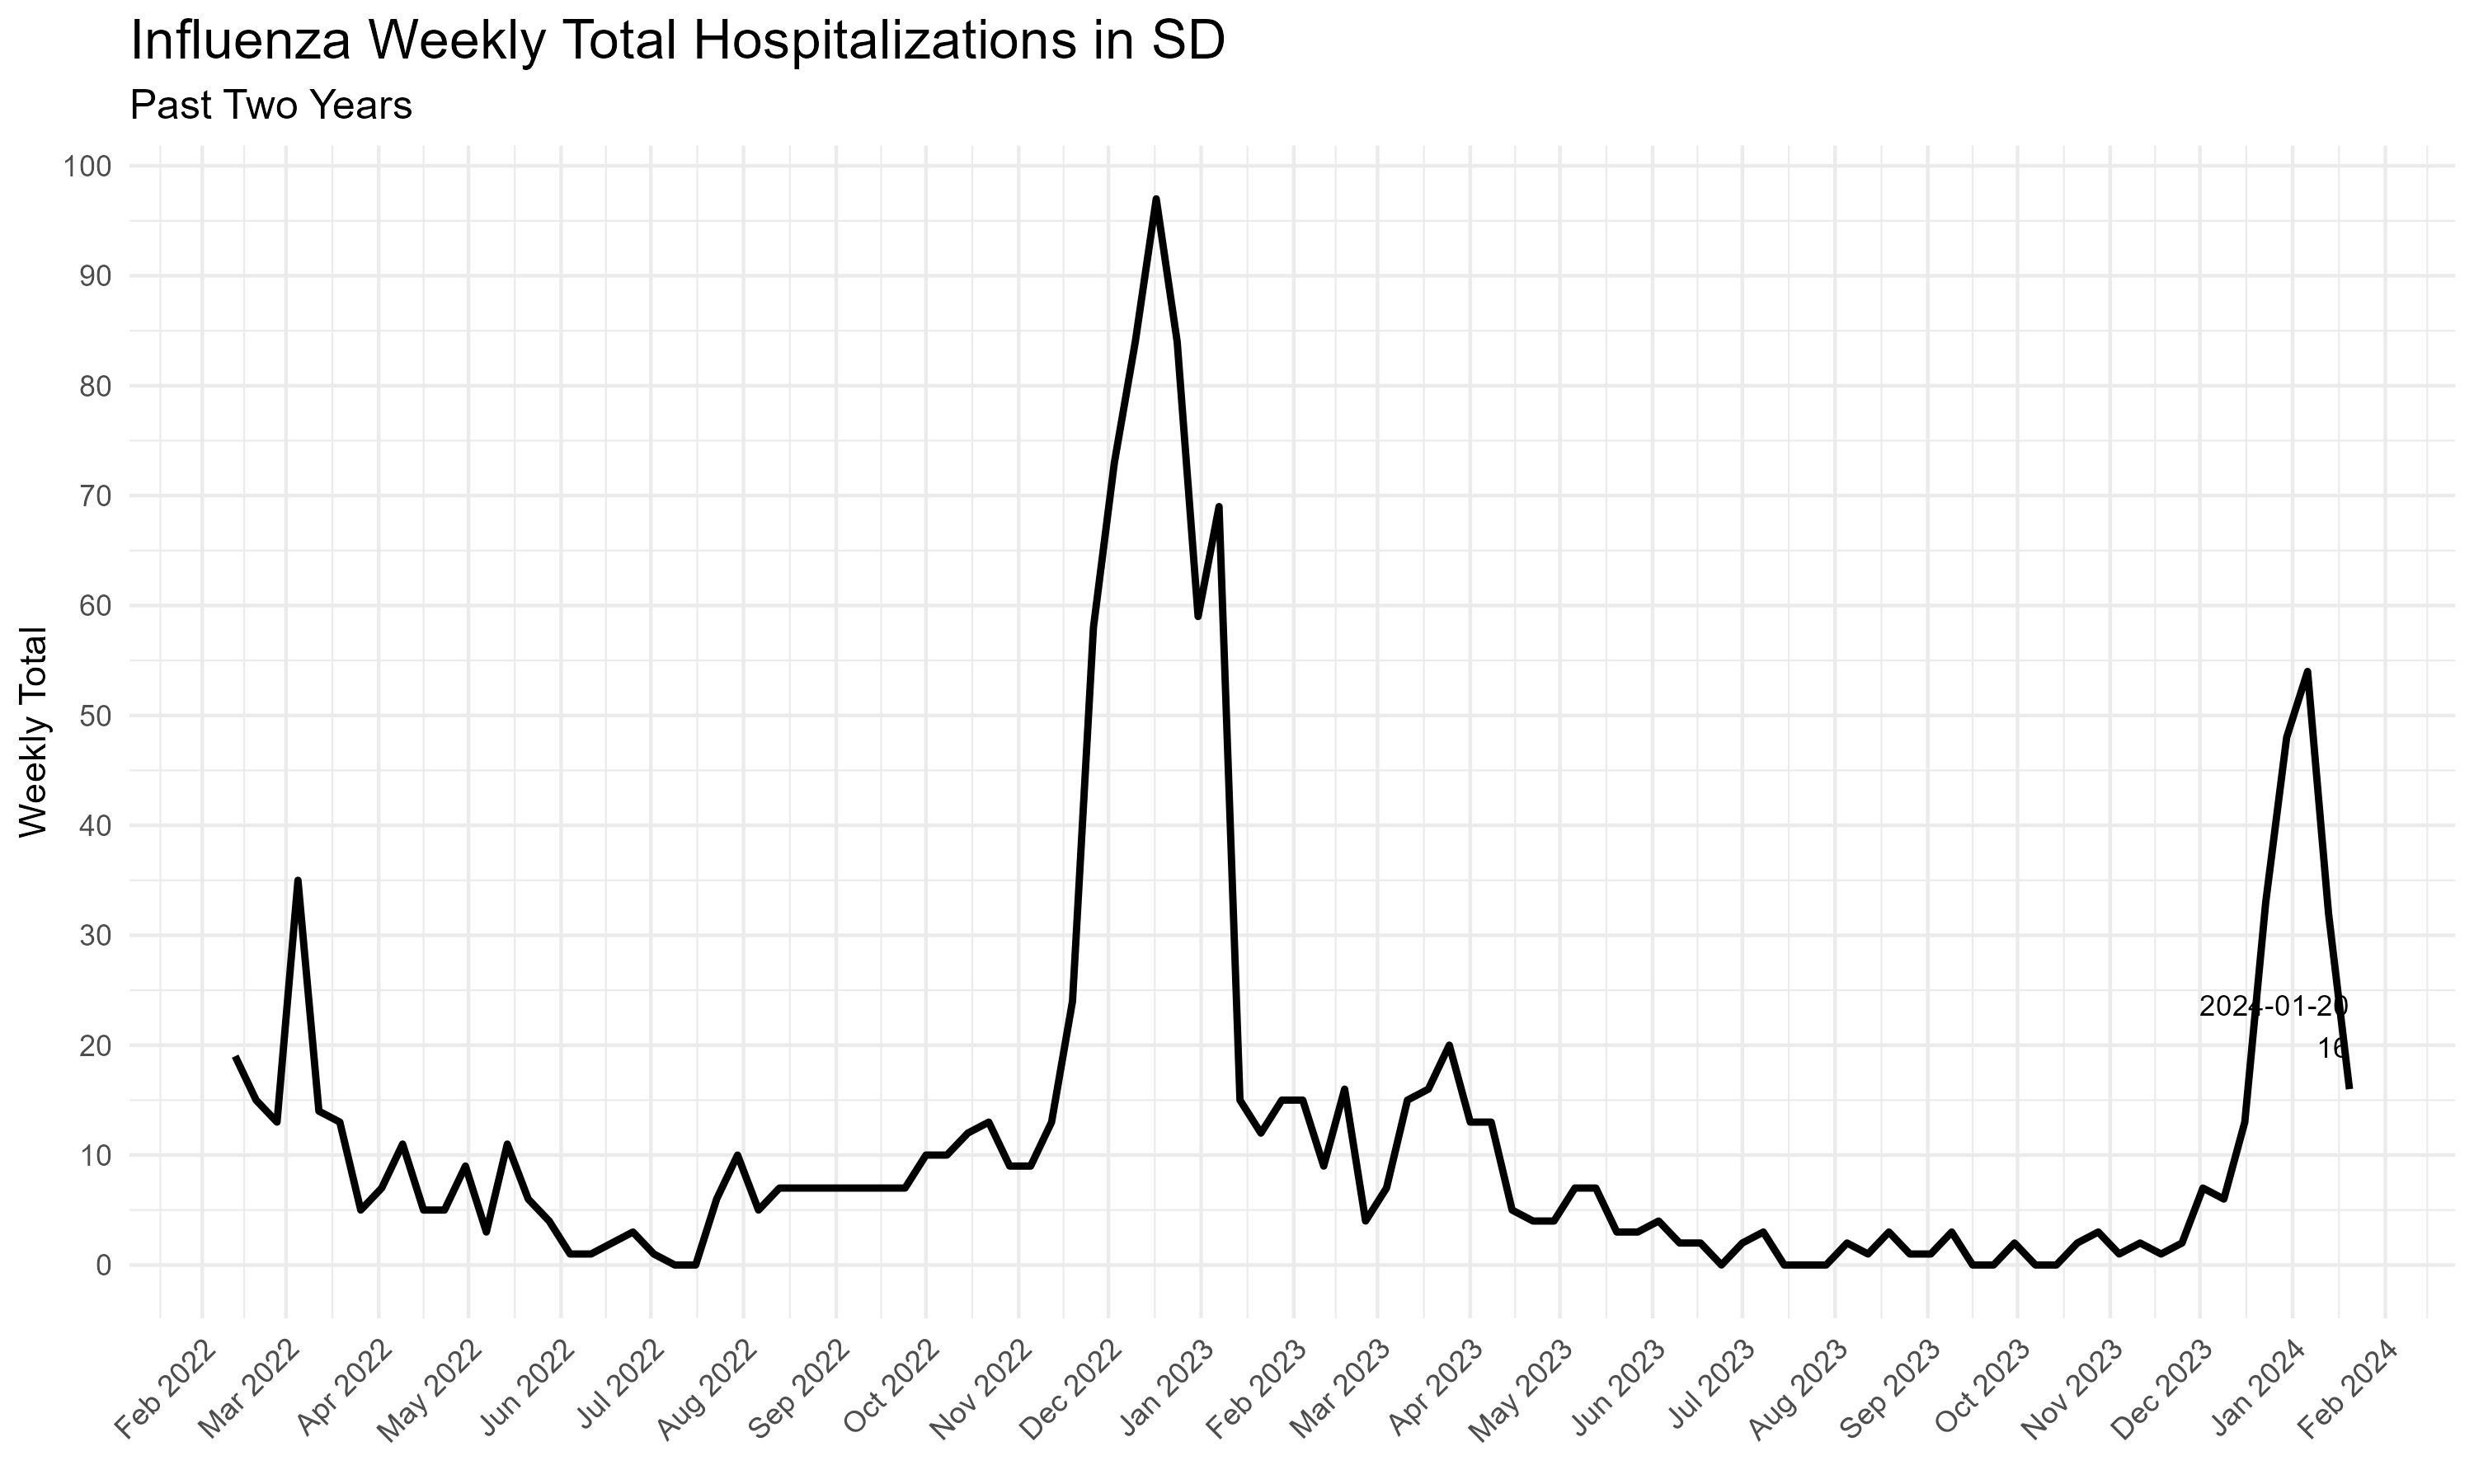 Influenza Weekly Total Hospitalizations in SD
Past Two Years
Weekly Total
100
90
80
70
60
50
40
30
20
10
0
2024-01-20
16
Feb 2022
Mar 2022
Apr 2022
May 2022
Jun 2022
Jul 2022
Aug 2022
Sep 2022
Oct 2022
Nov 2022
Dec 2022
Jan 2023
Feb 2023
Mar 2023
Apr 2023
May 2023
Jun 2023
Jul 2023
Aug 2023
Sep 2023
Oct 2023
Nov 2023
Dec 2023
Jan 2024
Feb 2024